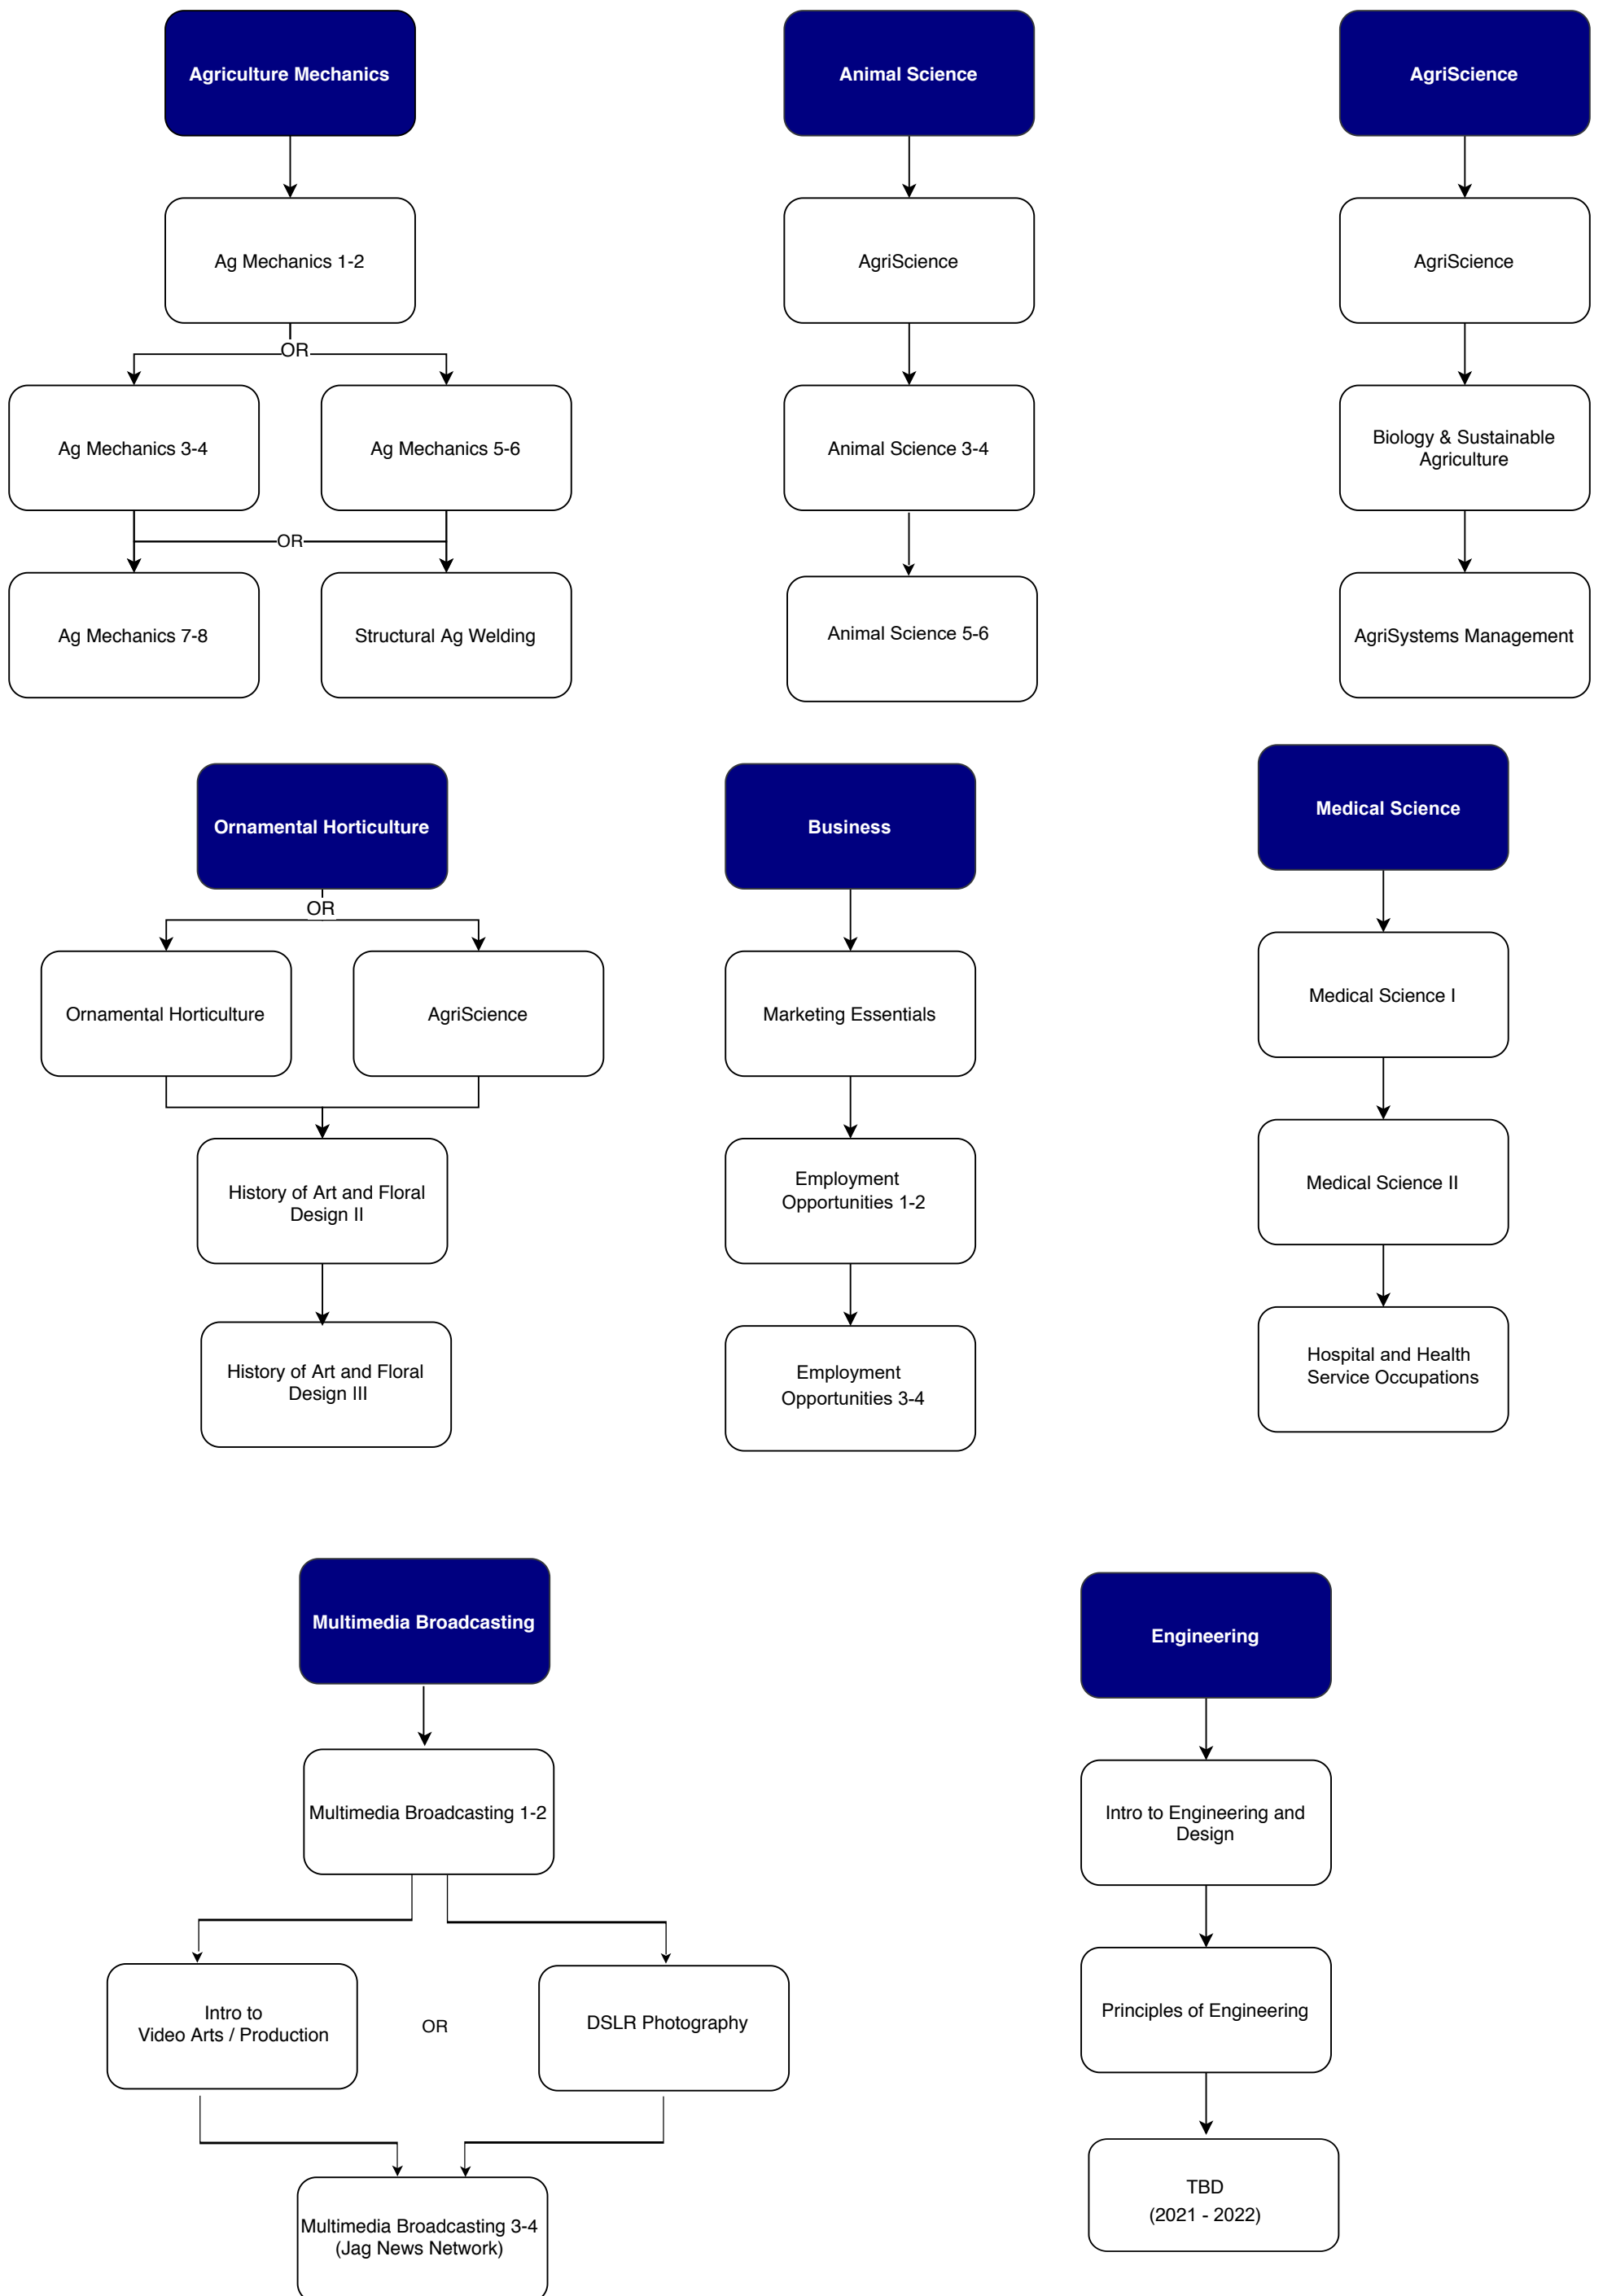 Agriculture Mechanics
Ag Mechanics 1-2
OR
Ag Mechanics 3-4
Ag Mechanics 5-6
OR
Ag Mechanics 7-8
Structural Ag Welding
Animal Science
AgriScience
Animal Science 3-4
Animal Science 5-6
AgriScience
AgriScience
Biology & Sustainable
Agriculture
AgriSystems Management
Ornamental Horticulture
OR
Ornamental Horticulture
AgriScience
History of Art and Floral
Design II
History of Art and Floral
Design III
Business
Marketing Essentials
Employment
Opportunities 1-2
Employment
Opportunities 3-4
Medical Science
Medical Science I
Medical Science II
Hospital and Health
Service Occupations
Multimedia Broadcasting
Multimedia Broadcasting 1-2
Intro to
Video Arts / Production
OR
DSLR Photography
Multimedia Broadcasting 3-4
(Jag News Network)
Engineering
Intro to Engineering and
Design
Principles of Engineering
TBD
(2021 - 2022)